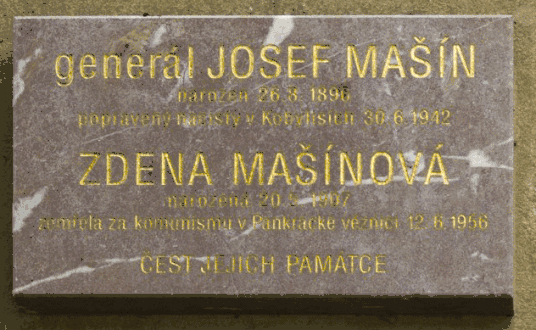 generál JOSEF MAŠÍN
narozen 26.8.1896
popravený nacisty v Kobylisích 30.6.1942
ZDENA MAŠÍNOVÁ
narozená 20.1907
zemřela za komunismu v Pankrácké věznici 12.6.1956
ČEST JEJICH PAMÁTCE